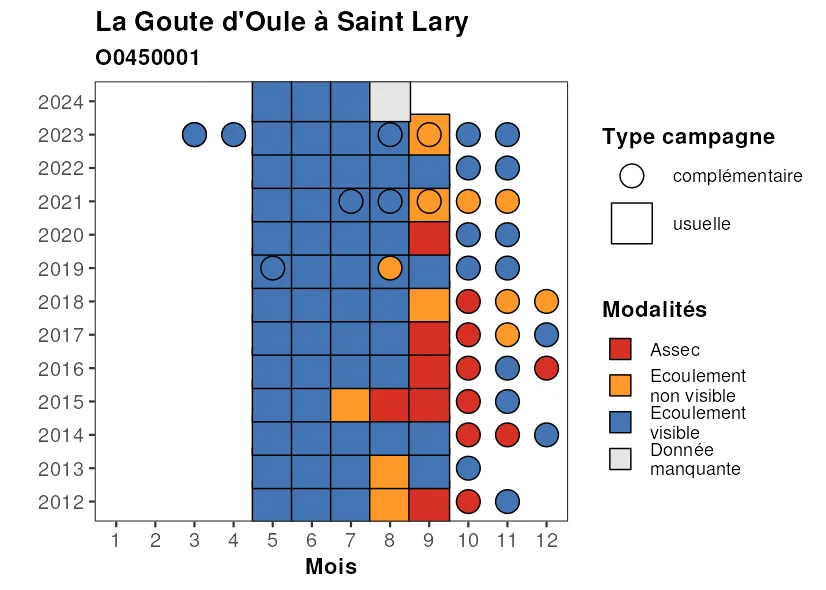 La Goute d'Oule à Saint Lary
O0450001
2024
2023
2022
2021
2020
2019
2018
2017
2016
2015
2014
2013
2012
1 2 3 4 5 6 7 8 9 10 11 12
Mois
Type campagne
complémentaire
usuelle
Modalités
Assec
Ecoulement
non visible
Ecoulement
visible
Donnée
manquante